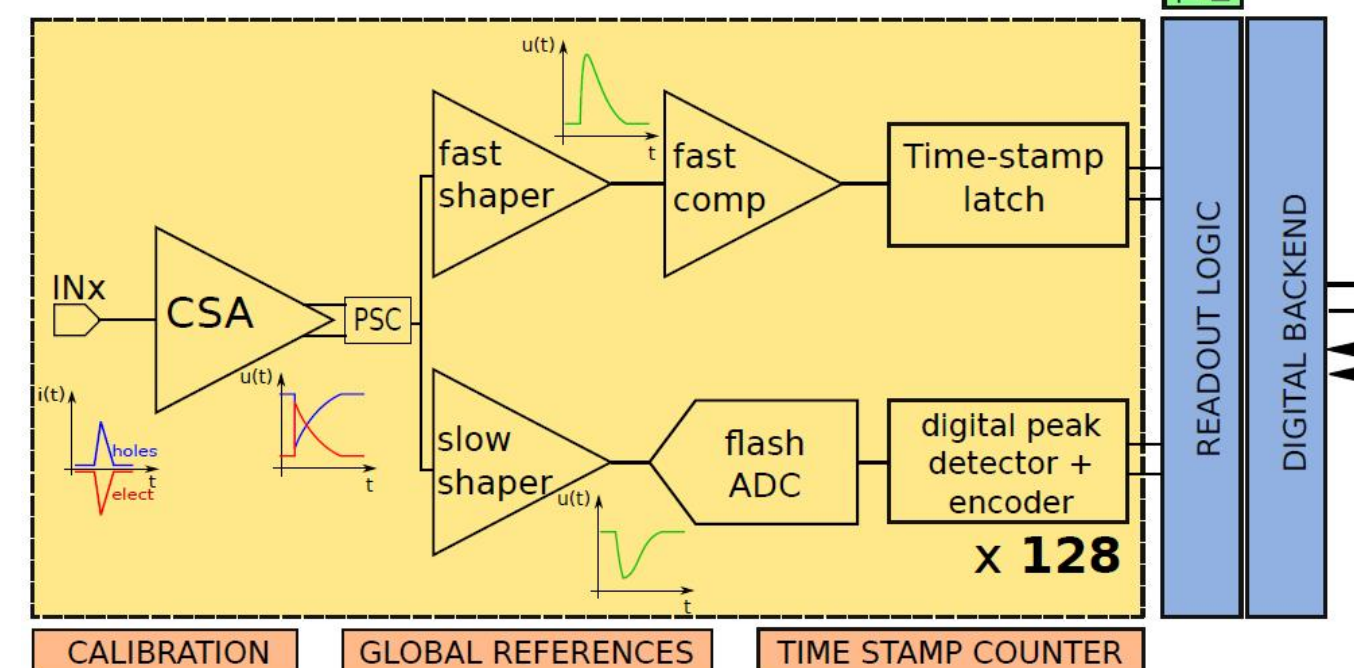 u(t)
t
fast
shaper
fast
comp
Time-stamp
latch
INx
CSA
PSC
i(t)
holes
t
elect
u(t)
t
slow
shaper
u(t)
t
flash
ADC
digital peak
detector +
encoder
x 128
READOUT LOGIC
DIGITAL BACKEND
CALIBRATION
GLOBAL REFERENCES
TIME STAMP COUNTER